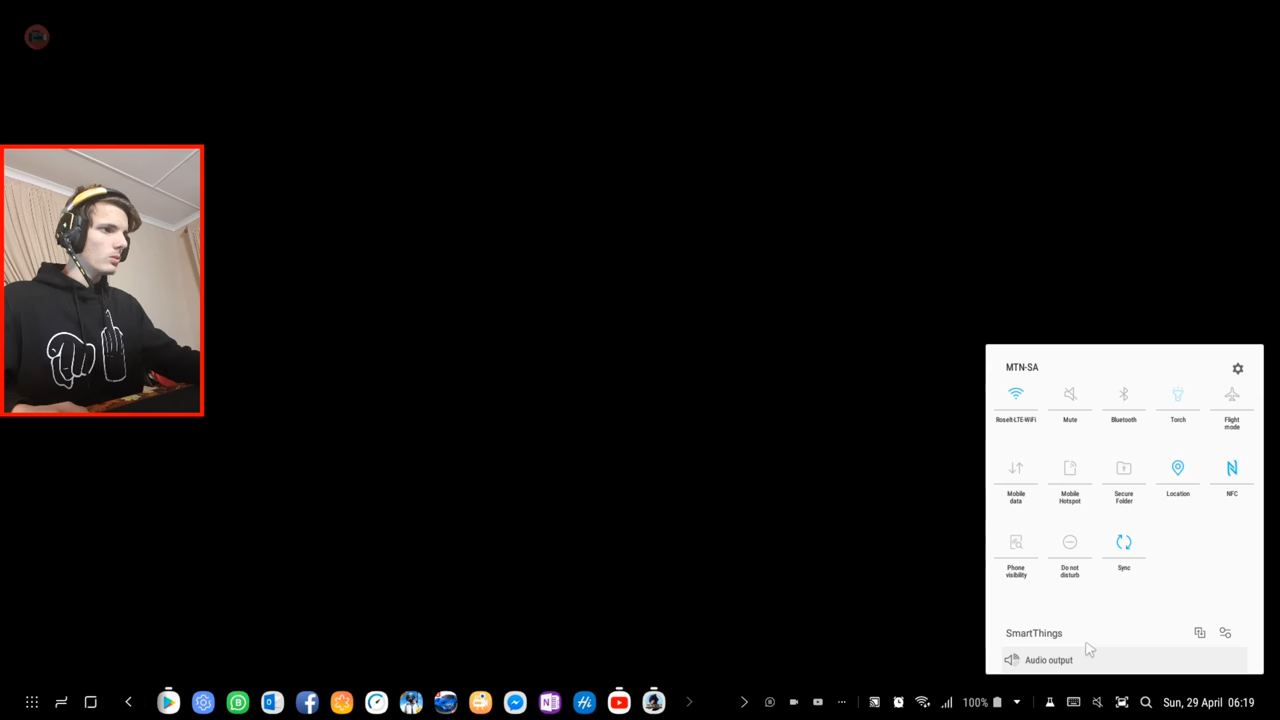 MTN-SA
Roselt-LTE-WiFi
Mute
Bluetooth
Torch
Flight
mode
Mobile
data
Mobile
Hotspot
Secure
Folder
Location
NFC
Phone
visibility
Do not
disturb
Sync
SmartThings
Audio output
100%
Sun, 29 April 06:19